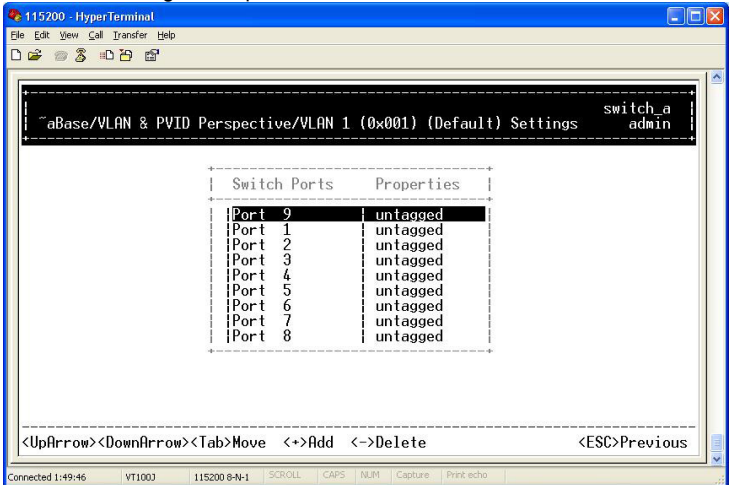 115200 - HyperTerminal
File Edit View Call Transfer Help
switch_a
~aBase/VLAN & PVID Perspective/VLAN 1 (0x001) (Default) Settings admin
Switch Ports Properties
Port 9 untagged
Port 1 untagged
Port 2 untagged
Port 3 untagged
Port 4 untagged
Port 5 untagged
Port 6 untagged
Port 7 untagged
Port 8 untagged
<UpArrow><DownArrow><Tab>Move <+>Add <->Delete <ESC>Previous
Connected 1:49:46 VT100J 115200 8-N-1 SCROLL CAPS NUM Capture Print echo